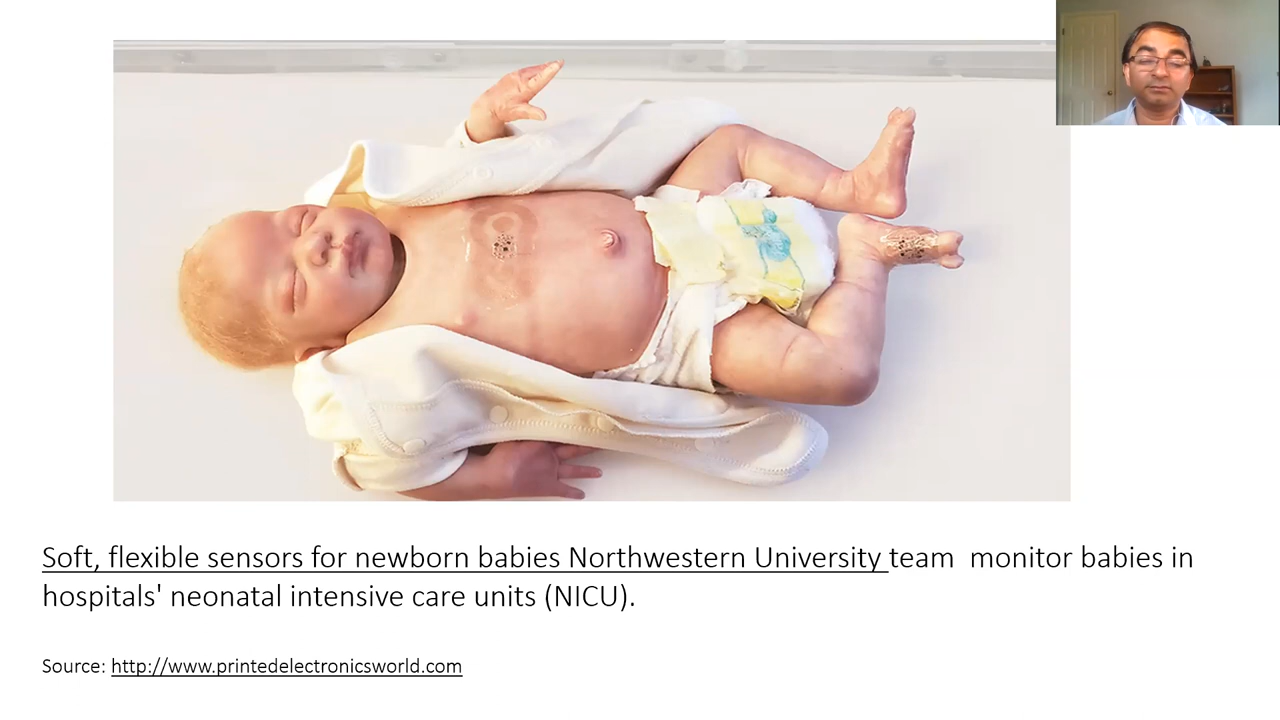 Soft, flexible sensors for newborn babies Northwestern University team  monitor babies in
hospitals' neonatal intensive care units (NICU).
Source: http://www.printedelectronicsworld.com